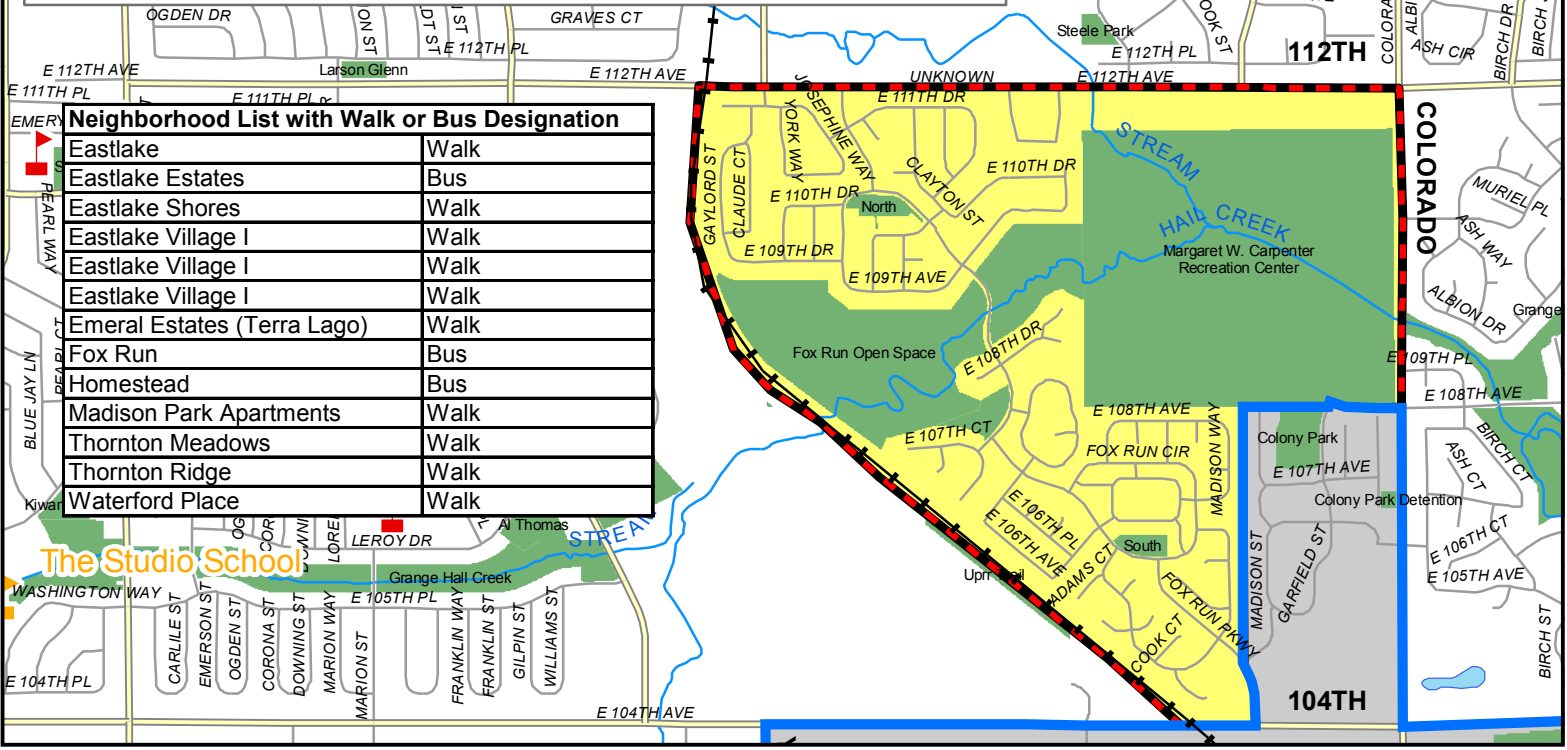 OGDEN DR
GRAVES CT
Steele Park
E 112TH PL
E 112TH PL
112TH
ASH CIR
BIRCH DR
E 112TH AVE
Larson Glenn
E 112TH AVE
UNKNOWN
E 112TH AVE
E 111TH PL
E 111TH PL
E 111TH DR
Neighborhood List with Walk or Bus Designation
Eastlake Walk
Eastlake Estates Bus
Eastlake Shores Walk
Eastlake Village I Walk
Eastlake Village I Walk
Eastlake Village I Walk
Emeral Estates (Terra Lago) Walk
Fox Run Bus
Homestead Bus
Madison Park Apartments Walk
Thornton Meadows Walk
Thornton Ridge Walk
Waterford Place Walk
PEARL WAY
BLUE JAY LN
JOSEPHINE WAY
YORK WAY
GAYLORD ST
CLAUDE CT
CLAYTON ST
E 110TH DR
E 110TH DR
North
E 109TH DR
E 109TH AVE
STREAM
HAIL CREEK
Margaret W. Carpenter
Recreation Center
COLORADO
MURIEL PL
ASH WAY
ALBION DR
Grange
Fox Run Open Space
E 108TH DR
E 109TH PL
E 108TH AVE
E 108TH AVE
E 107TH CT
FOX RUN CIR
MADISON WAY
Colony Park
E 107TH AVE
Colony Park Detention
ASH CT
BIRCH CT
E 106TH PL
E 106TH AVE
South
ADAMS CT
FOX RUN PKWY
COOK CT
MADISON ST
GARFIELD ST
E 106TH CT
E 105TH AVE
BIRCH ST
Al Thomas
LEROY DR
STREAM
The Studio School
Grange Hall Creek
WASHINGTON WAY
E 105TH PL
CARLILE ST
EMERSON ST
OGDEN ST
CORONA ST
DOWNING ST
MARION WAY
MARION ST
FRANKLIN WAY
FRANKLIN ST
GILPIN ST
WILLIAMS ST
E 104TH PL
E 104TH AVE
104TH